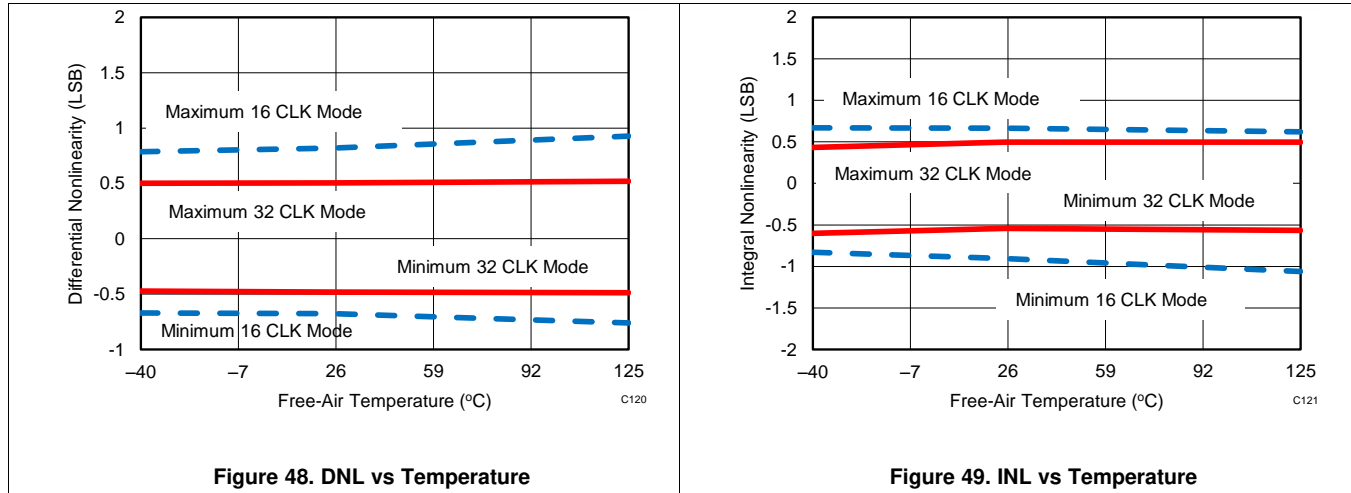 2
1.5
1
0.5
0
-0.5
-1
Differential Nonlinearity (LSB)
Maximum 16 CLK Mode
Maximum 32 CLK Mode
Minimum 32 CLK Mode
Minimum 16 CLK Mode
–40 –7 26 59 92 125
Free-Air Temperature (°C)
C120
Figure 48. DNL vs Temperature
2
1.5
1
0.5
0
-0.5
-1
-1.5
-2
Integral Nonlinearity (LSB)
Maximum 16 CLK Mode
Maximum 32 CLK Mode
Minimum 32 CLK Mode
Minimum 16 CLK Mode
–40 –7 26 59 92 125
Free-Air Temperature (°C)
C121
Figure 49. INL vs Temperature